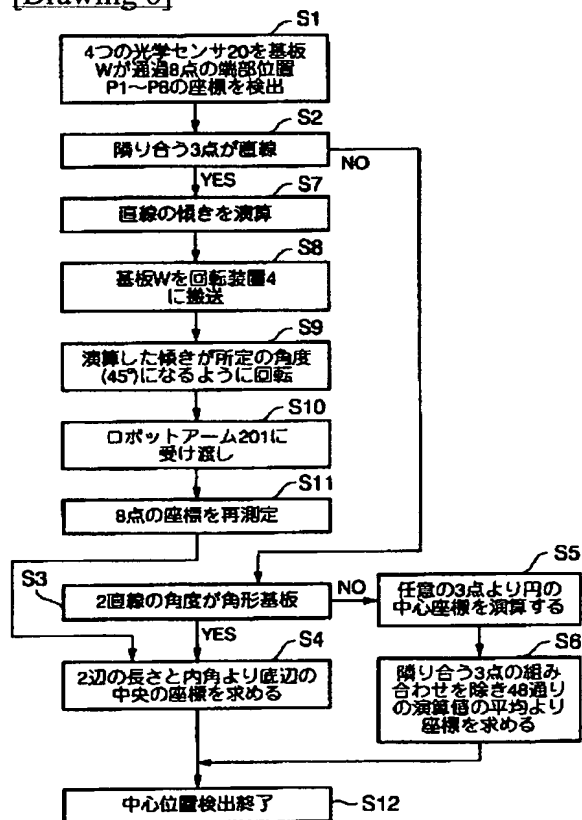 [Drawing 6]
S1
4つの光学センサ20を基板
Wが通過8点の端部位置
P1～P8の座標を検出
S2
隣り合う3点が直線
NO
YES
S7
直線の傾きを演算
S8
基板Wを回転装置4
に搬送
S9
演算した傾きが所定の角度
(45°)になるように回転
S10
ロボットアーム201に
受け渡し
S11
8点の座標を再測定
S3
2直線の角度が角形基板
NO
YES
S5
任意の3点より円の
中心座標を演算する
S4
2辺の長さと内角より底辺の
中央の座標を求める
S6
隣り合う3点の組み
合わせを除き48通り
の演算値の平均より
座標を求める
中心位置検出終了
S12